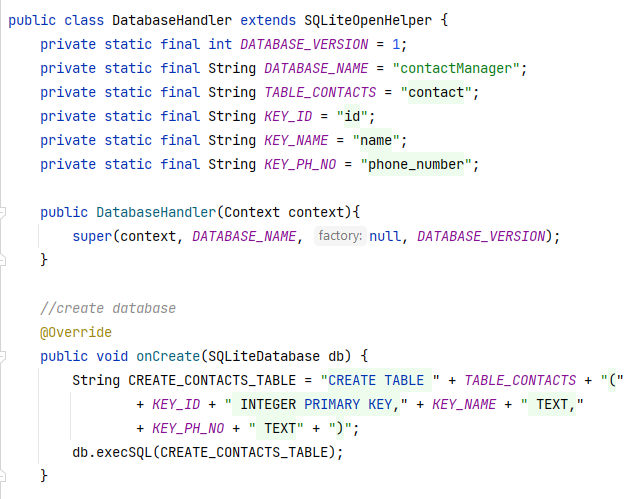 public class DatabaseHandler extends SQLiteOpenHelper {
private static final int DATABASE_VERSION = 1;
private static final String DATABASE_NAME = "contactManager";
private static final String TABLE_CONTACTS = "contact";
private static final String KEY_ID = "id";
private static final String KEY_NAME = "name";
private static final String KEY_PH_NO = "phone_number";
public DatabaseHandler(Context context){
super(context, DATABASE_NAME, factory: null, DATABASE_VERSION);
}
//create database
@Override
public void onCreate(SQLiteDatabase db) {
String CREATE_CONTACTS_TABLE = "CREATE TABLE " + TABLE_CONTACTS + "("
+ KEY_ID + " INTEGER PRIMARY KEY," + KEY_NAME + " TEXT,"
+ KEY_PH_NO + " TEXT" + ")";
db.execSQL(CREATE_CONTACTS_TABLE);
}